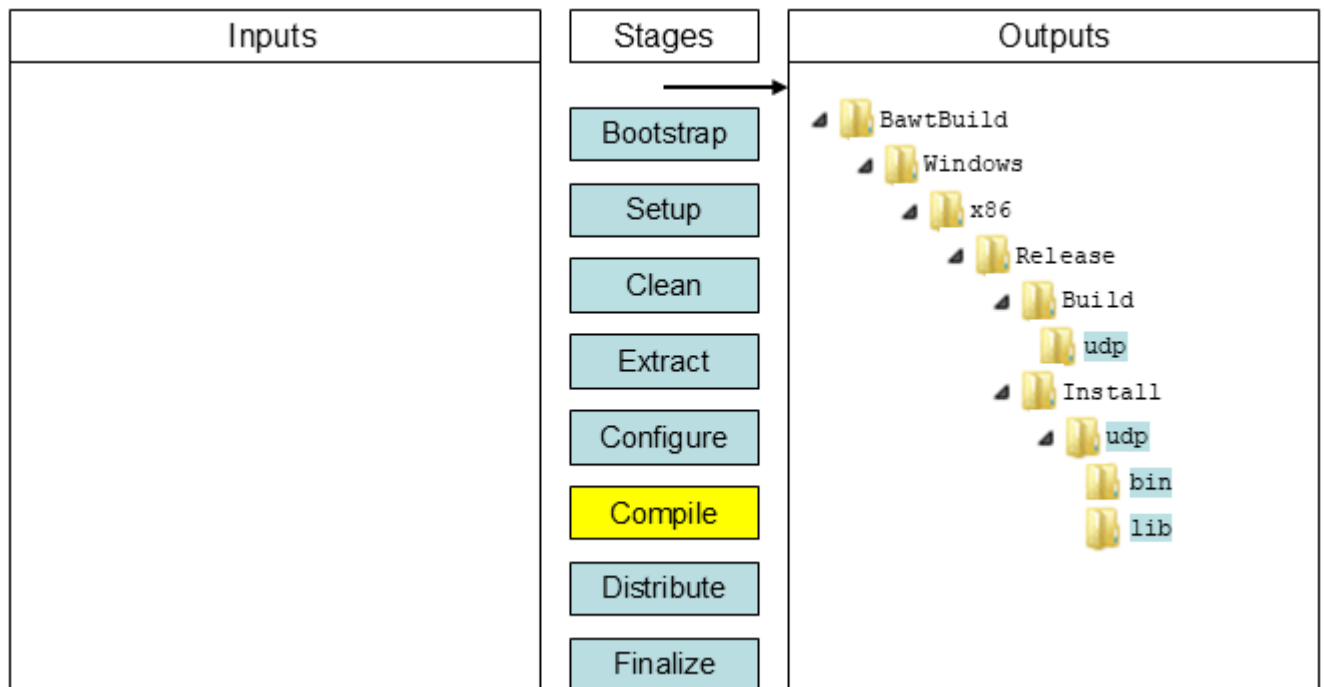 Inputs
Stages
Outputs
Bootstrap
Setup
Clean
Extract
Configure
Compile
Distribute
Finalize
BawtBuild
Windows
x86
Release
Build
udp
Install
udp
bin
lib